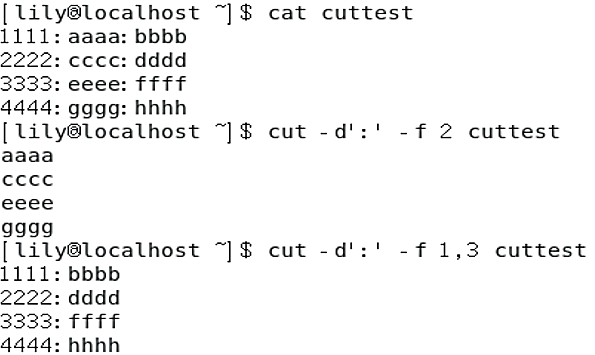 [lily@localhost ~]$ cat cuttest
1111:aaaa:bbbb
2222:cccc:dddd
3333:eeee:ffff
4444:gggg:hhhh
[lily@localhost ~]$ cut -d':' -f 2 cuttest
aaaa
cccc
eeee
gggg
[lily@localhost ~]$ cut -d':' -f 1,3 cuttest
1111:bbbb
2222:dddd
3333:ffff
4444:hhhh